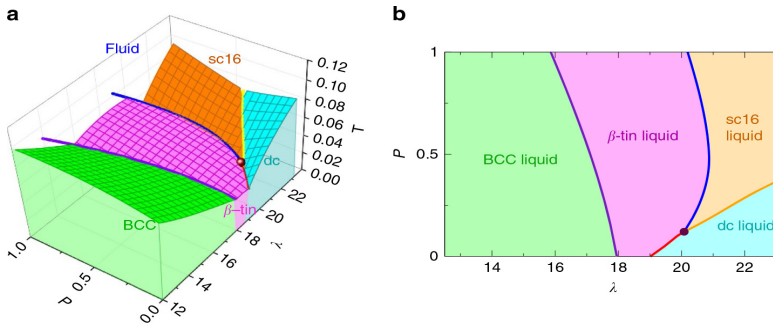 a
Fluid
sc16
dc
β–tin
BCC
0.12
0.10
0.08
0.06
0.04
0.02
0.00
T
22
20
18
16
14
12
λ
1.0
0.5
0.0
P
b
1
0.5
0
P
BCC liquid
β-tin liquid
sc16
liquid
dc liquid
14
16
18
20
22
λ